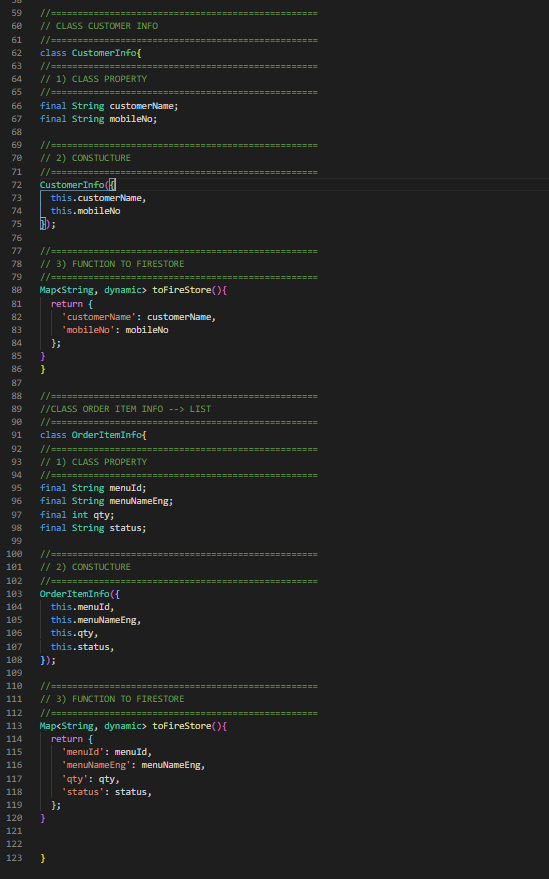 59 //==================================================
60 // CLASS CUSTOMER INFO
61 //==================================================
62 class CustomerInfo{
63 //==================================================
64 // 1) CLASS PROPERTY
65 //==================================================
66 final String customerName;
67 final String mobileNo;
68
69 //==================================================
70 // 2) CONSTUCTURE
71 //==================================================
72 CustomerInfo({
73 this.customerName,
74 this.mobileNo
75 });
76
77 //==================================================
78 // 3) FUNCTION TO FIRESTORE
79 //==================================================
80 Map<String, dynamic> toFireStore(){
81 return {
82 'customerName': customerName,
83 'mobileNo': mobileNo
84 };
85 }
86 }
87
88 //==================================================
89 //CLASS ORDER ITEM INFO --> LIST
90 //==================================================
91 class OrderItemInfo{
92 //==================================================
93 // 1) CLASS PROPERTY
94 //==================================================
95 final String menuId;
96 final String menuNameEng;
97 final int qty;
98 final String status;
99
100 //==================================================
101 // 2) CONSTUCTURE
102 //==================================================
103 OrderItemInfo({
104 this.menuId,
105 this.menuNameEng,
106 this.qty,
107 this.status,
108 });
109
110 //==================================================
111 // 3) FUNCTION TO FIRESTORE
112 //==================================================
113 Map<String, dynamic> toFireStore(){
114 return {
115 'menuId': menuId,
116 'menuNameEng': menuNameEng,
117 'qty': qty,
118 'status': status,
119 };
120 }
121
122
123 }